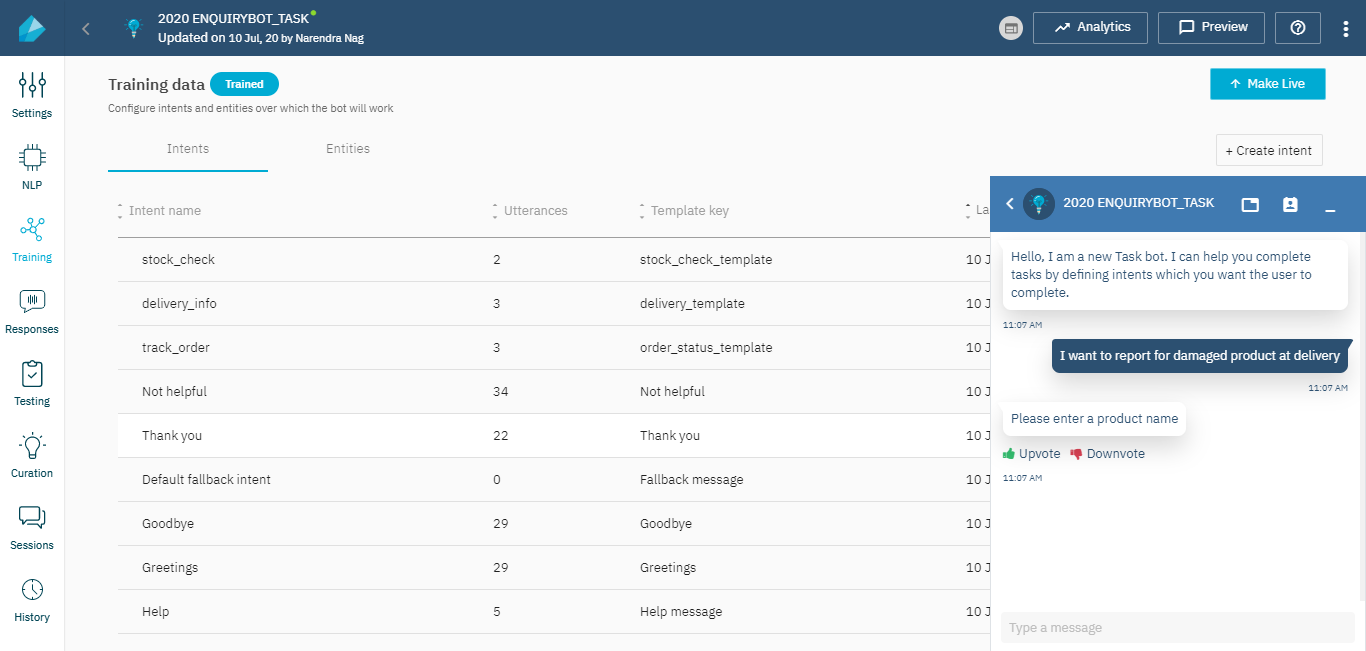 2020 ENQUIRYBOT_TASK
Updated on 10 Jul, 20 by Narendra Nag
Analytics
Preview
Settings
NLP
Training
Responses
Testing
Curation
Sessions
History
Training data
Trained
Configure intents and entities over which the bot will work
Make Live
Intents
Entities
+ Create intent
Intent name
Utterances
Template key
La
stock_check 2 stock_check_template 10 J
delivery_info 3 delivery_template 10 J
track_order 3 order_status_template 10 J
Not helpful 34 Not helpful 10 J
Thank you 22 Thank you 10 J
Default fallback intent 0 Fallback message 10 J
Goodbye 29 Goodbye 10 J
Greetings 29 Greetings 10 J
Help 5 Help message 10 J
2020 ENQUIRYBOT_TASK
Hello, I am a new Task bot. I can help you complete
tasks by defining intents which you want the user to
complete.
11:07 AM
I want to report for damaged product at delivery
11:07 AM
Please enter a product name
Upvote Downvote
11:07 AM
Type a message